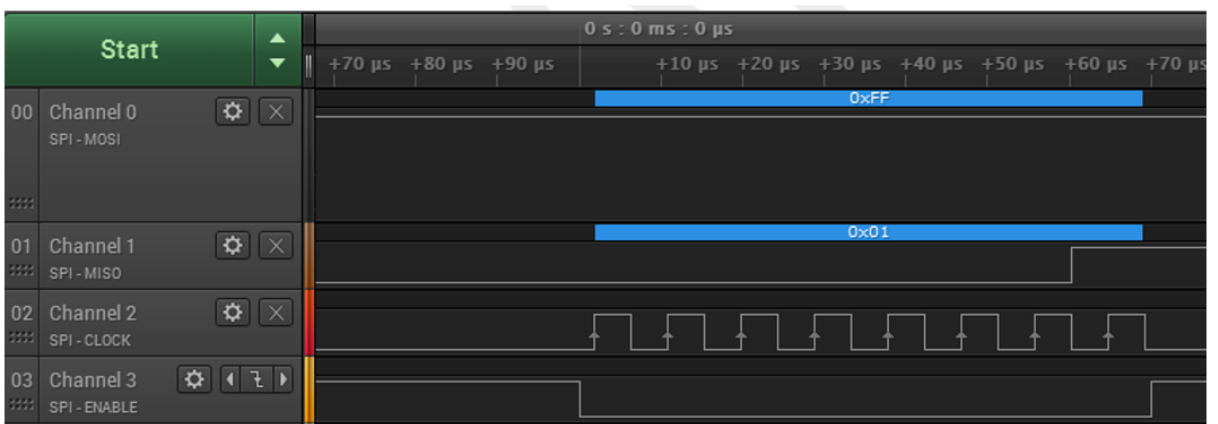 Start
0 s : 0 ms : 0 µs
+70 µs +80 µs +90 µs +10 µs +20 µs +30 µs +40 µs +50 µs +60 µs +70 µs
00 Channel 0
SPI - MOSI
0xFF
01 Channel 1
SPI - MISO
0x01
02 Channel 2
SPI - CLOCK
03 Channel 3
SPI - ENABLE